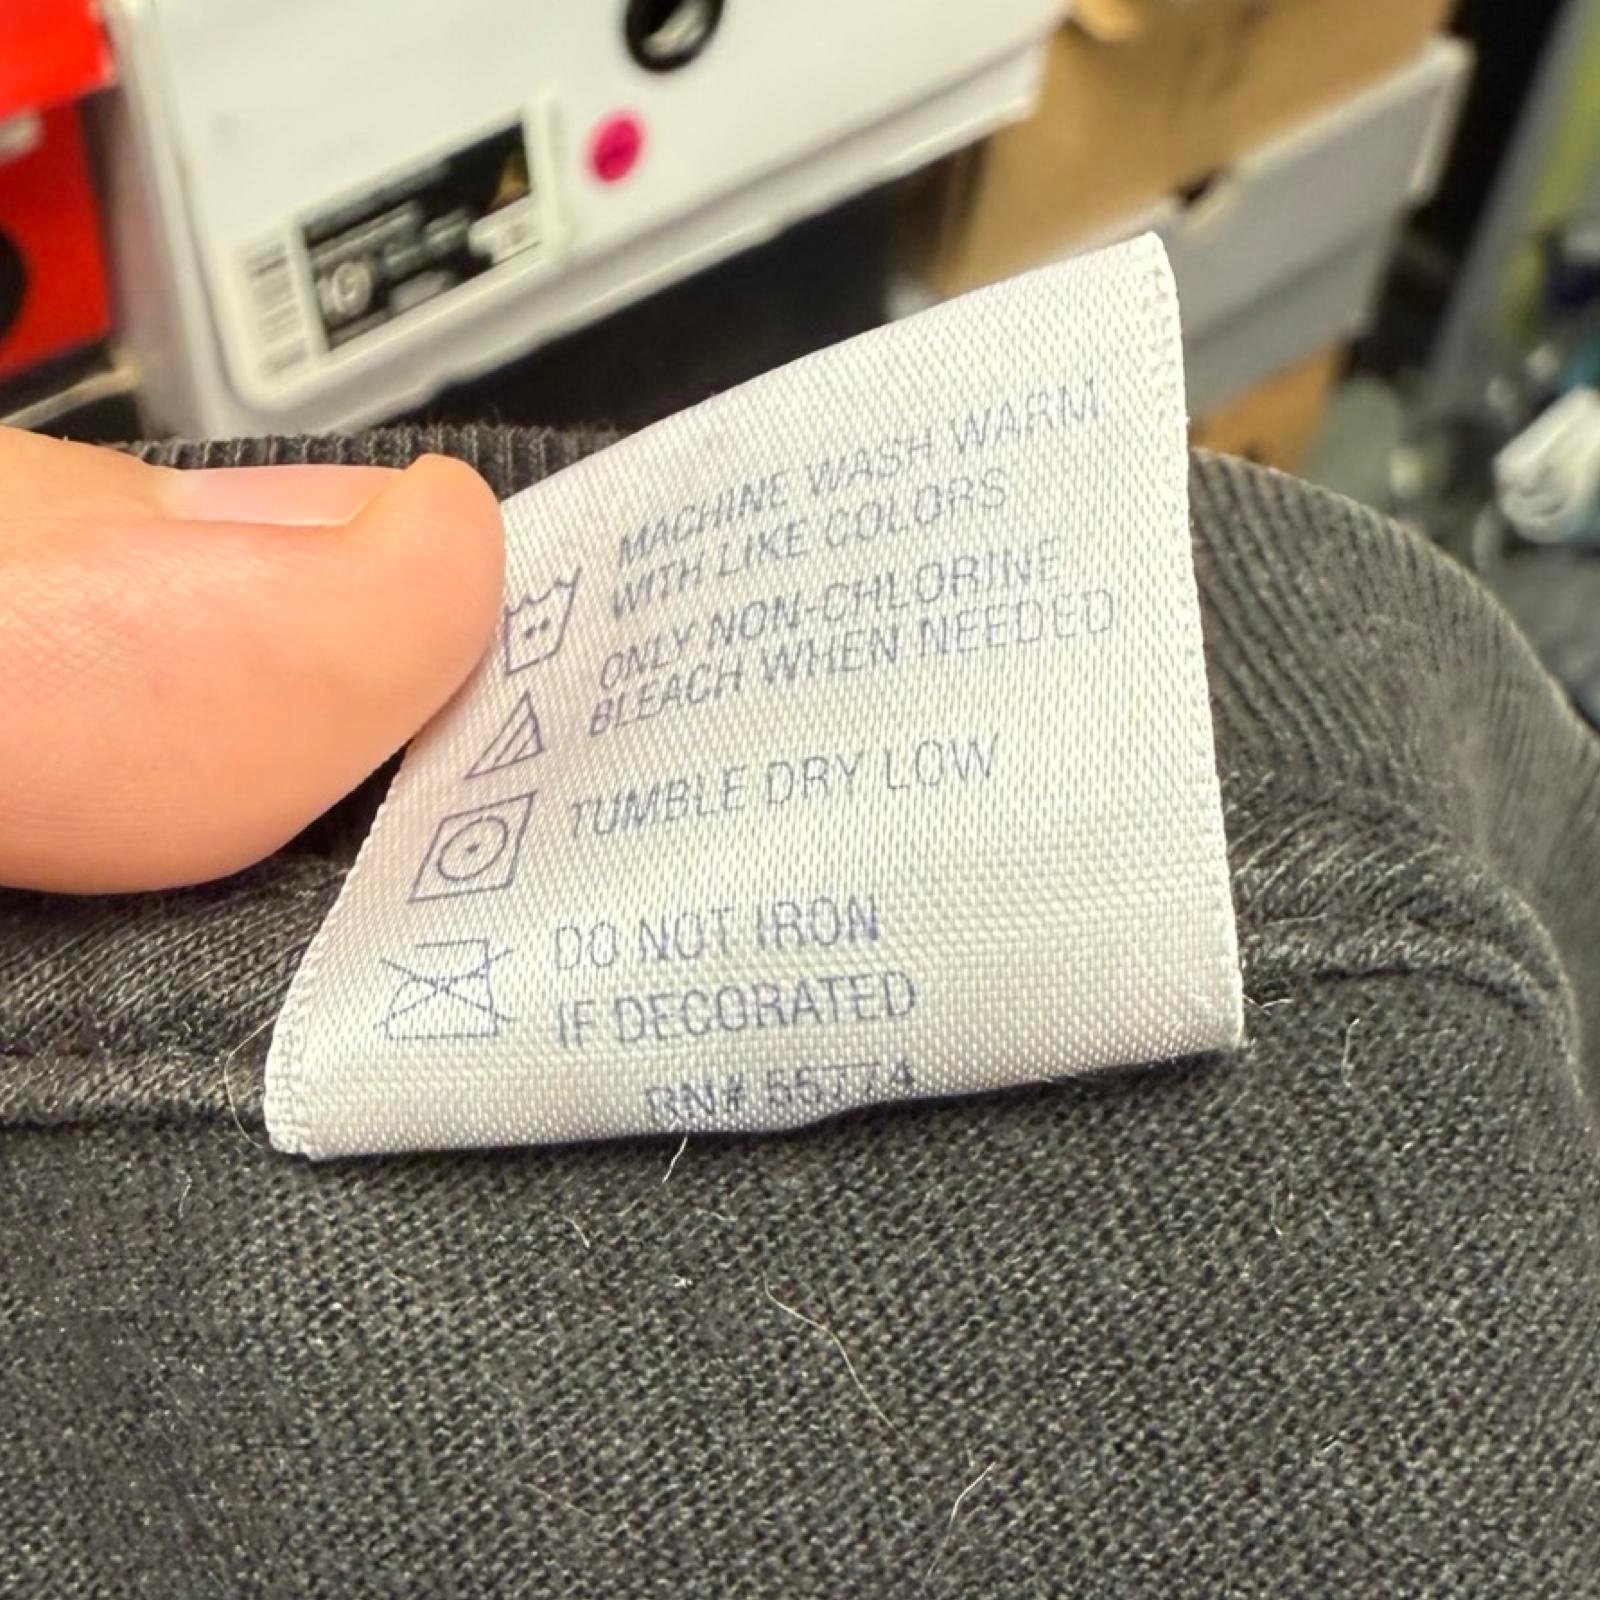 MACHINE WASH WARM
WITH LIKE COLORS
ONLY NON-CHLORINE
BLEACH WHEN NEEDED
TUMBLE DRY LOW
DO NOT IRON
IF DECORATED
RN# 55774